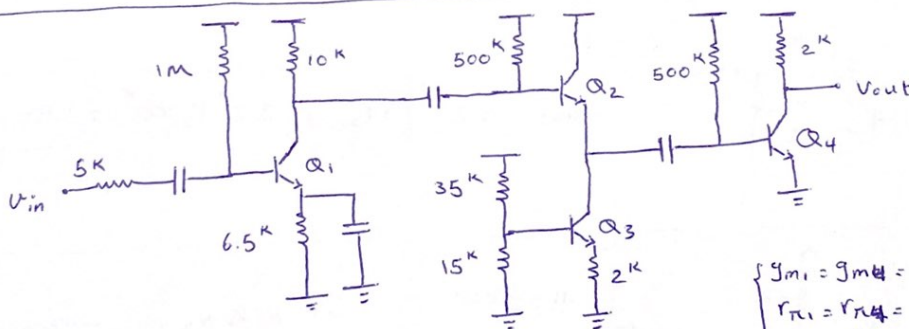 1M
10K
500K
Q2
500K
2K
Vout
Q4
5K
Vin
Q1
35K
6.5K
15K
Q3
2K
gm1 = gm4 =
rπ1 = rπ4 =